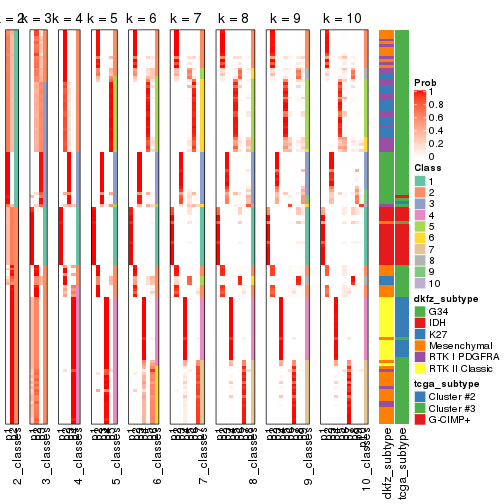 k = 2 k = 3 k = 4 k = 5 k = 6 k = 7 k = 8 k = 9 k = 10
Prob
1
0.8
0.6
0.4
0.2
0
Class
1
2
3
4
5
6
7
8
9
10
dkfz_subtype
G34
IDH
K27
Mesenchymal
RTK I PDGFRA
RTK II Classic
tcga_subtype
Cluster #2
Cluster #3
G-CIMP+
2_classes
3_classes
4_classes
5_classes
6_classes
7_classes
8_classes
9_classes
10_classes
dkfz_subtype
tcga_subtype